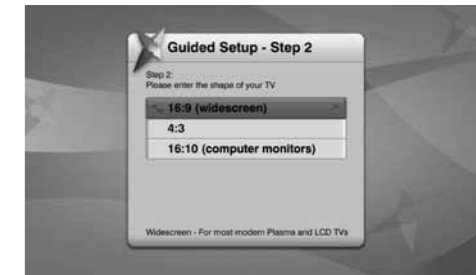 Guided Setup - Step 2
Step 2:
Please enter the shape of your TV
16:9 (widescreen)
4:3
16:10 (computer monitors)
Widescreen - For most modern Plasma and LCD TVs